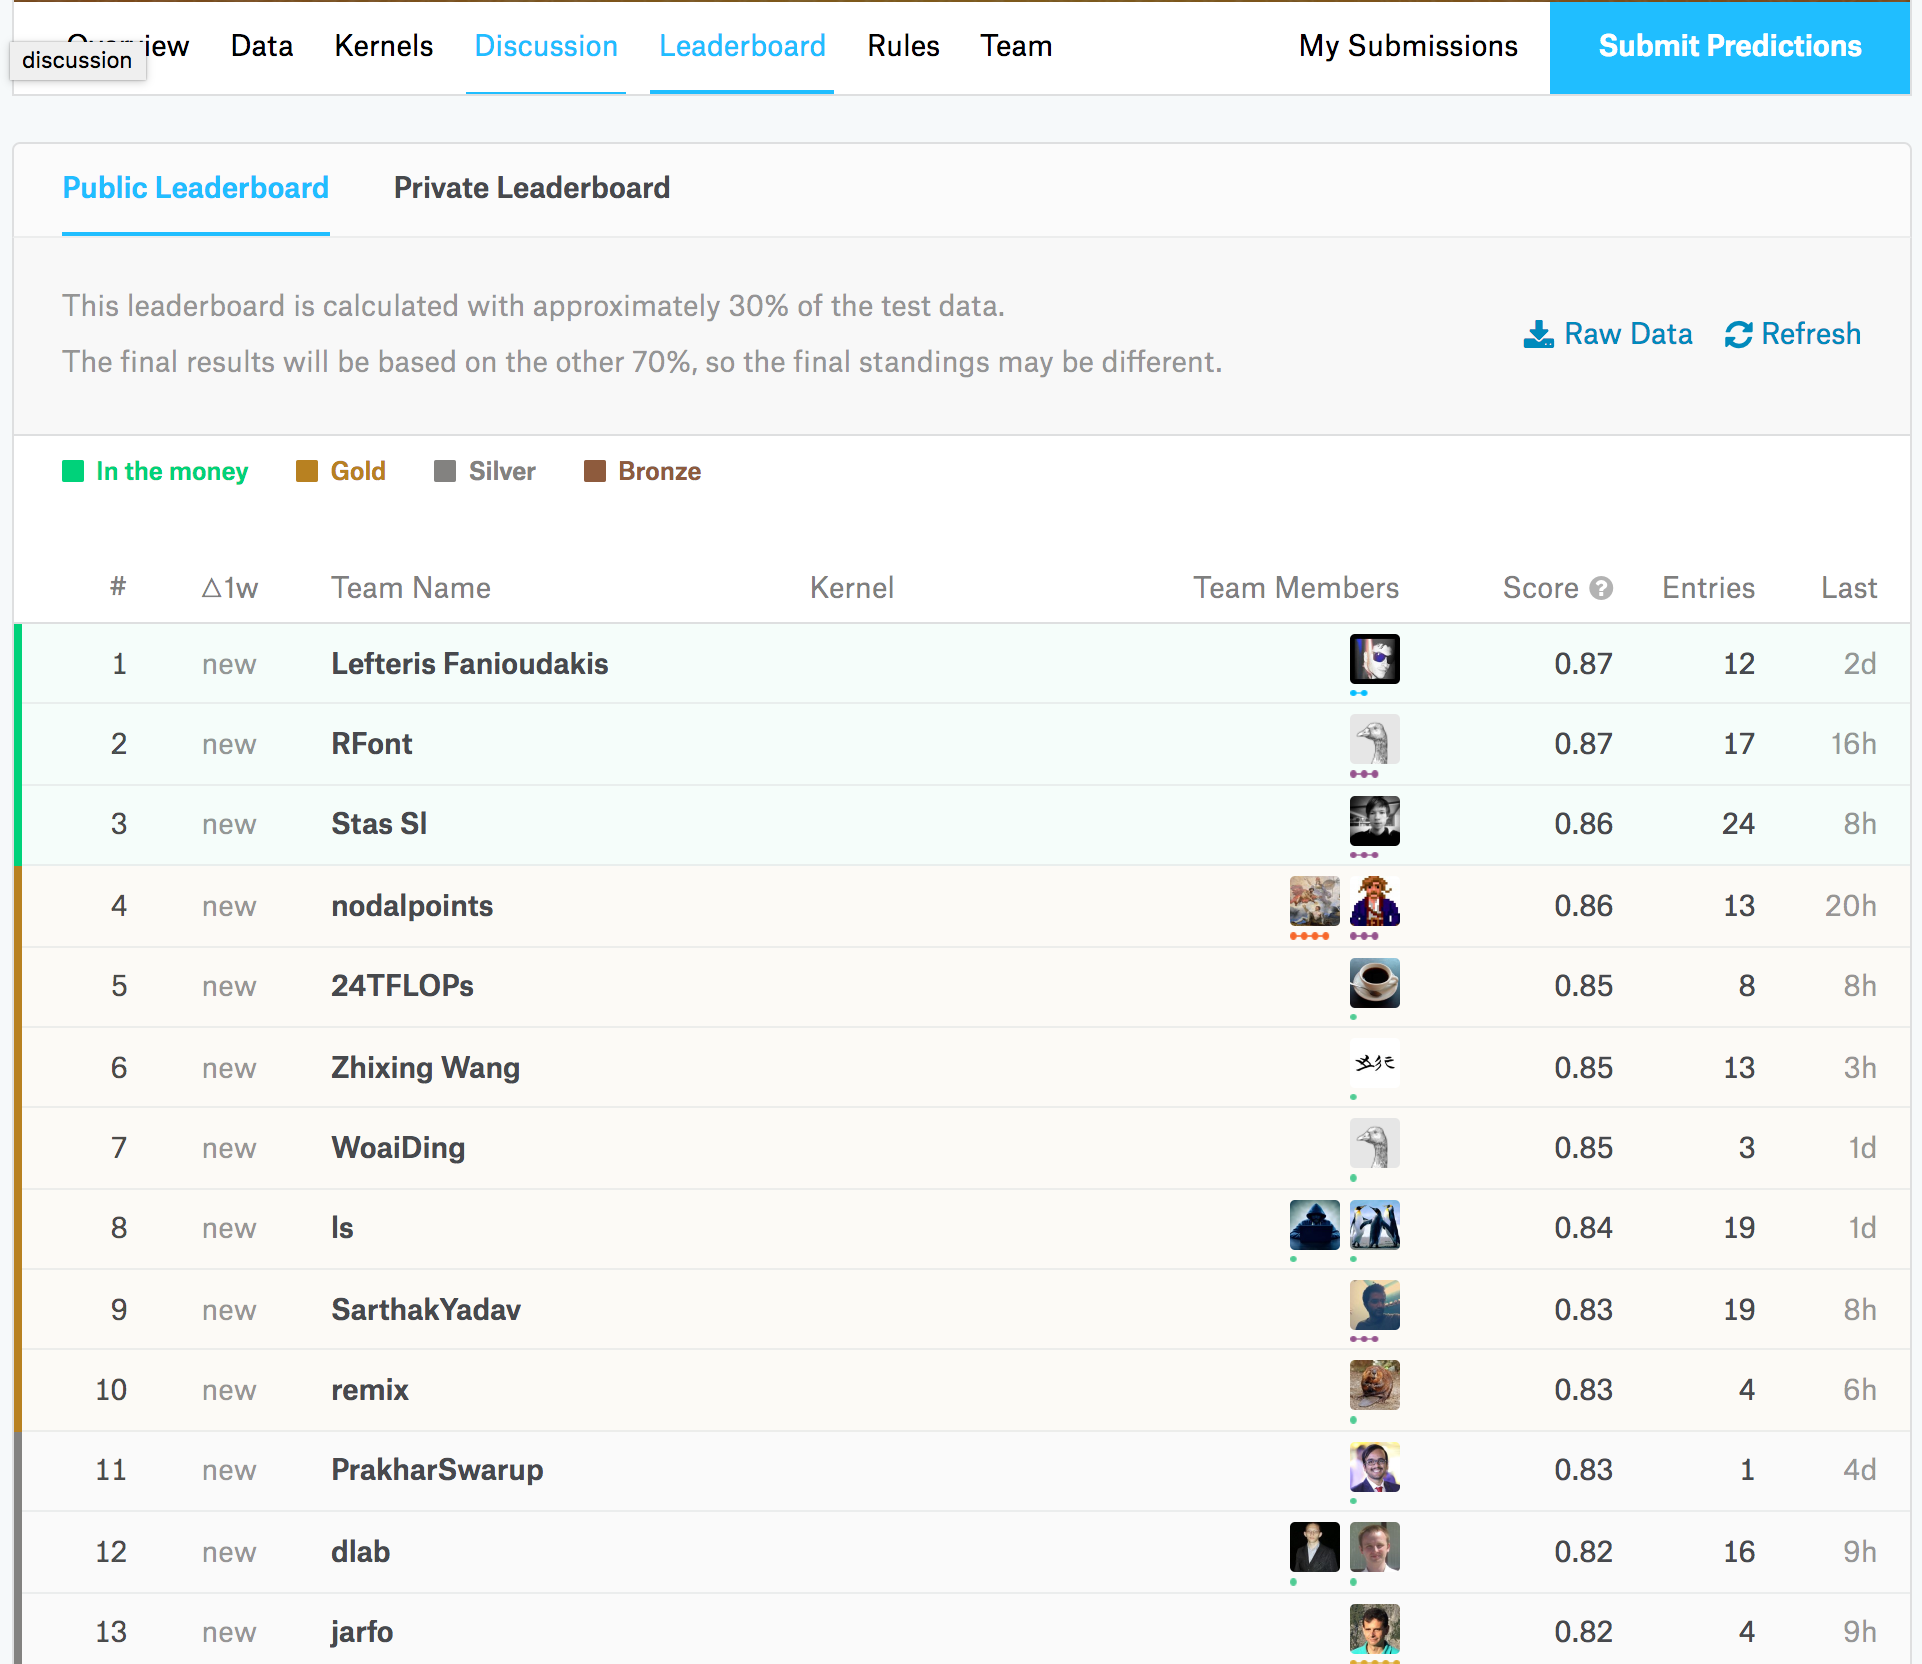 Overview Data Kernels Discussion Leaderboard Rules Team My Submissions Submit Predictions
discussion
Public Leaderboard Private Leaderboard
This leaderboard is calculated with approximately 30% of the test data.
The final results will be based on the other 70%, so the final standings may be different.
Raw Data Refresh
In the money Gold Silver Bronze
# △1w Team Name Kernel Team Members Score ? Entries Last
1 new Lefteris Fanioudakis 0.87 12 2d
2 new RFont 0.87 17 16h
3 new Stas Sl 0.86 24 8h
4 new nodalpoints 0.86 13 20h
5 new 24TFLOPs 0.85 8 8h
6 new Zhixing Wang 0.85 13 3h
7 new WoaiDing 0.85 3 1d
8 new ls 0.84 19 1d
9 new SarthakYadav 0.83 19 8h
10 new remix 0.83 4 6h
11 new PrakharSwarup 0.83 1 4d
12 new dlab 0.82 16 9h
13 new jarfo 0.82 4 9h